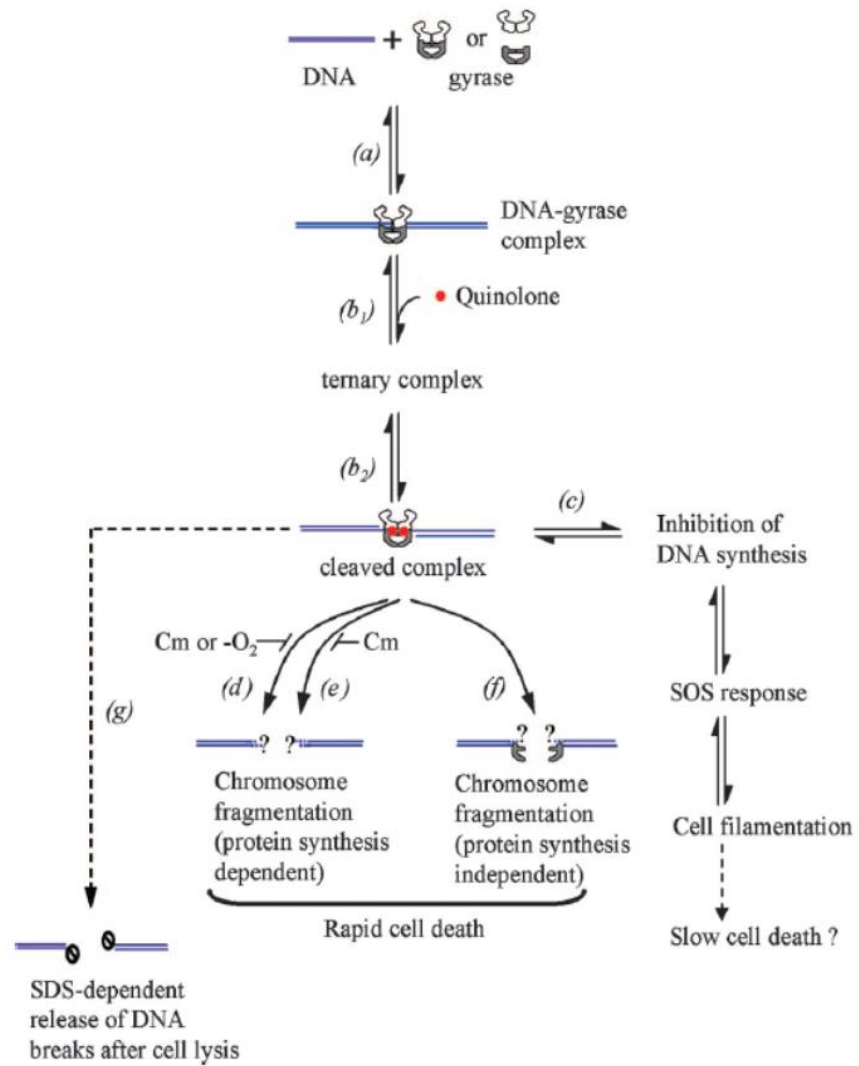 + or
DNA gyrase
(a)
DNA-gyrase
complex
(b1) Quinolone
ternary complex
(b2)
(c)
Inhibition of
DNA synthesis
cleaved complex
Cm or -O2 Cm
(d) (e) (f)
SOS response
(g)
? ? ? ?
Chromosome
fragmentation
(protein synthesis
dependent)
Chromosome
fragmentation
(protein synthesis
independent)
Cell filamentation
Rapid cell death
Slow cell death ?
SDS-dependent
release of DNA
breaks after cell lysis